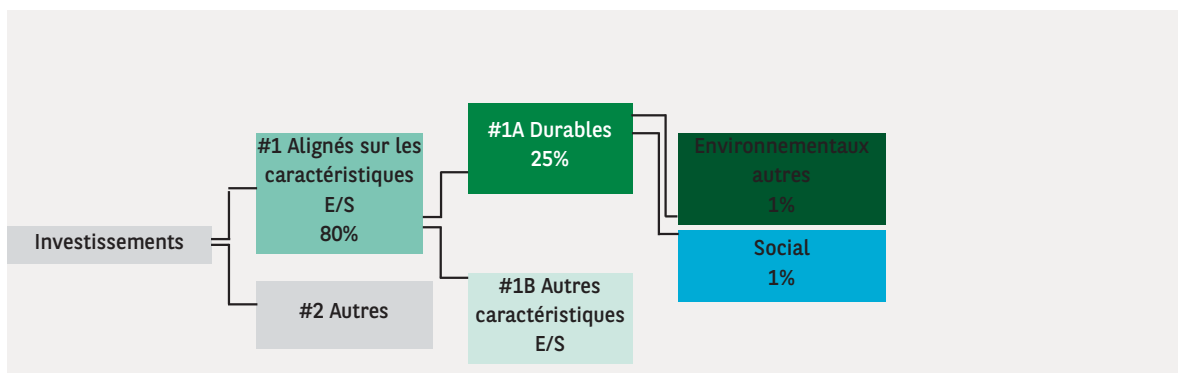 Investissements
#1 Alignés sur les
caractéristiques
E/S
80%
#2 Autres
#1A Durables
25%
#1B Autres
caractéristiques
E/S
Environnementaux
autres
1%
Social
1%